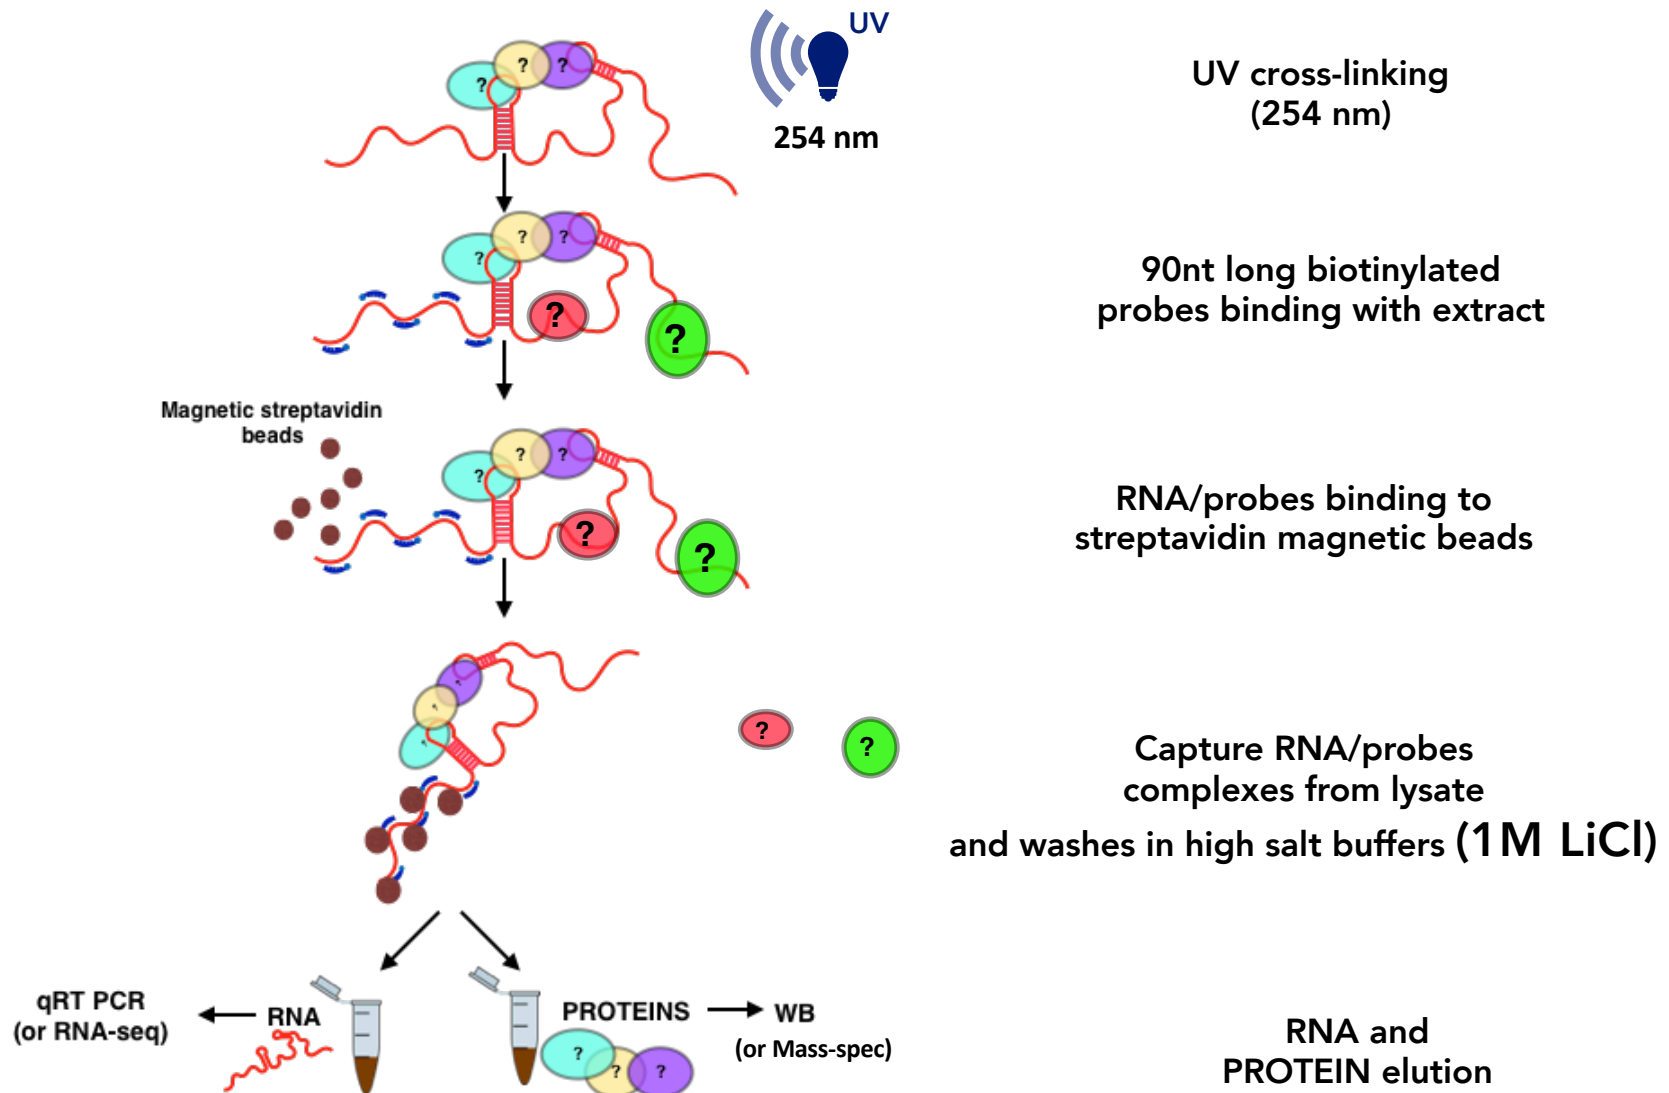 UV
254 nm
UV cross-linking
(254 nm)
?
?
?
90nt long biotinylated
probes binding with extract
?
?
?
?
?
Magnetic streptavidin
beads
RNA/probes binding to
streptavidin magnetic beads
?
?
?
?
?
Capture RNA/probes
complexes from lysate
and washes in high salt buffers (1M LiCl)
?
?
qRT PCR
(or RNA-seq)
RNA
PROTEINS
WB
(or Mass-spec)
?
?
?
RNA and
PROTEIN elution